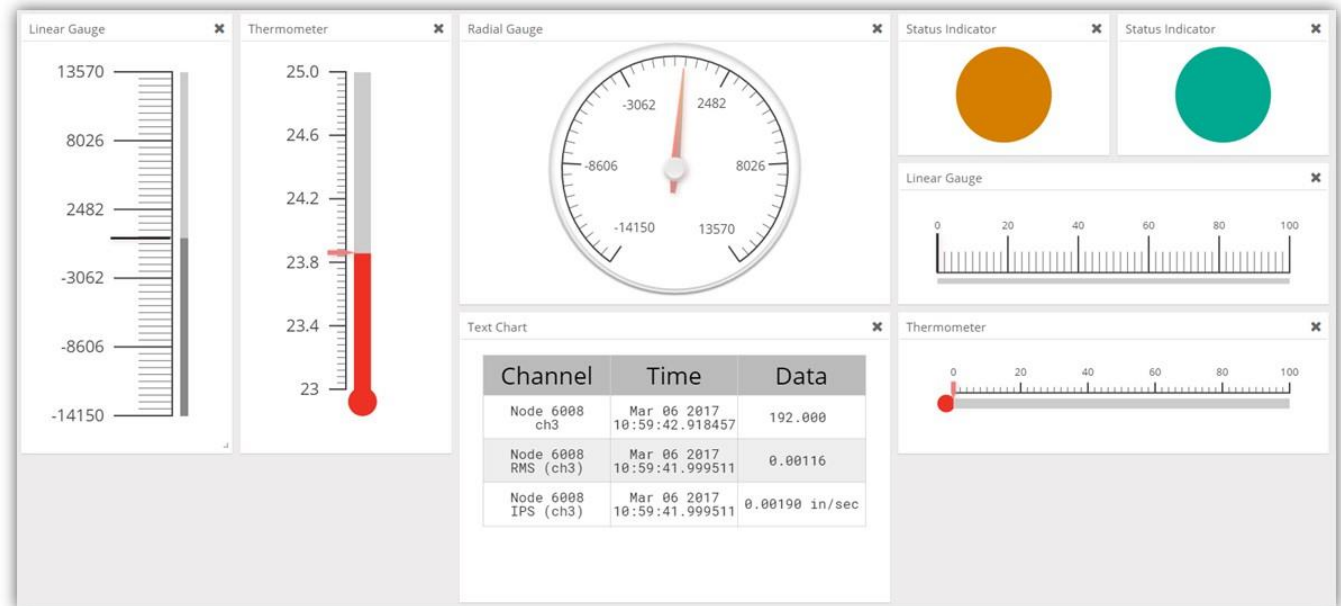 Linear Gauge
13570
8026
2482
-3062
-8606
-14150
Thermometer
25.0
24.6
24.2
23.8
23.4
23
Radial Gauge
-3062 2482
-8606 8026
-14150 13570
Text Chart
Channel Time Data
Node 6008 Mar 06 2017
ch3 10:59:42.918457 192.000
Node 6008 Mar 06 2017
RMS (ch3) 10:59:41.999511 0.00116
Node 6008 Mar 06 2017
IPS (ch3) 10:59:41.999511 0.00190 in/sec
Status Indicator
Status Indicator
Linear Gauge
0 20 40 60 80 100
Thermometer
0 20 40 60 80 100